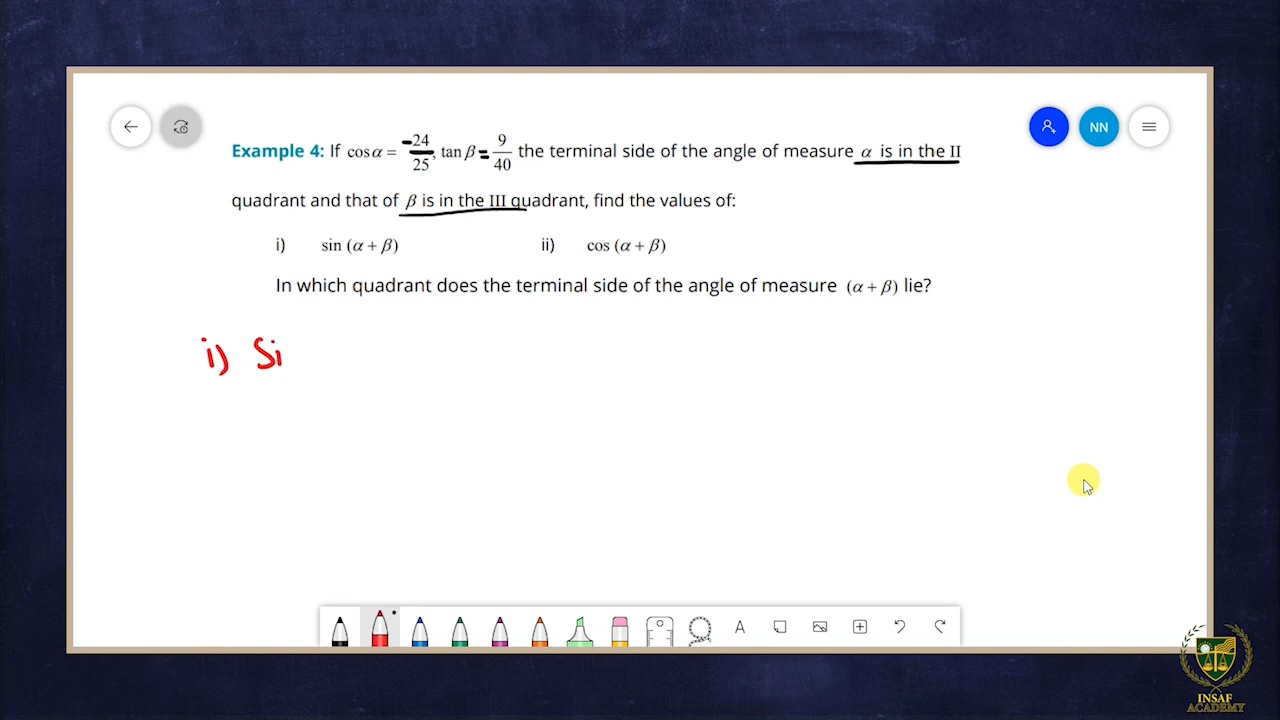 NN
Example 4: If cos α = -24/25, tan β = 9/40 the terminal side of the angle of measure α is in the II
quadrant and that of β is in the III quadrant, find the values of:
i) sin (α + β) ii) cos (α + β)
In which quadrant does the terminal side of the angle of measure (α + β) lie?
i) Si
A
INSAF
ACADEMY